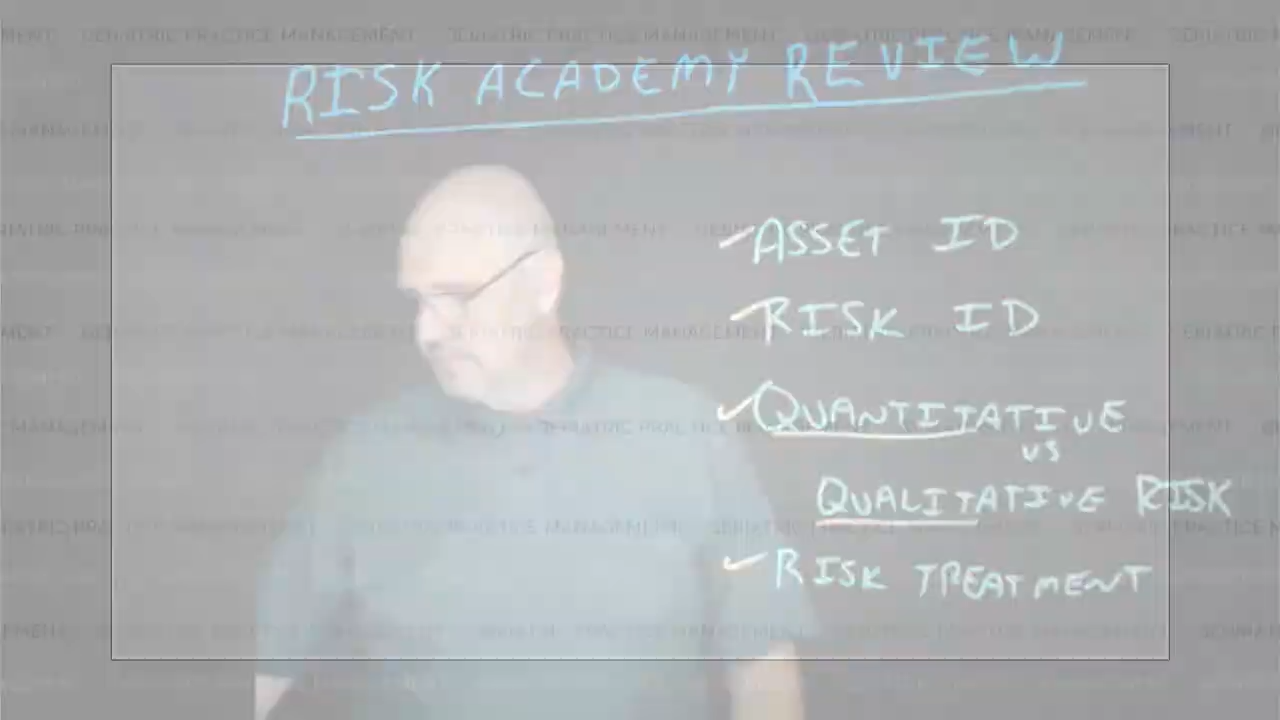 RISK ACADEMY REVIEW
ASSET ID
RISK ID
QUANTITATIVE
VS
QUALITATIVE RISK
RISK TREATMENT